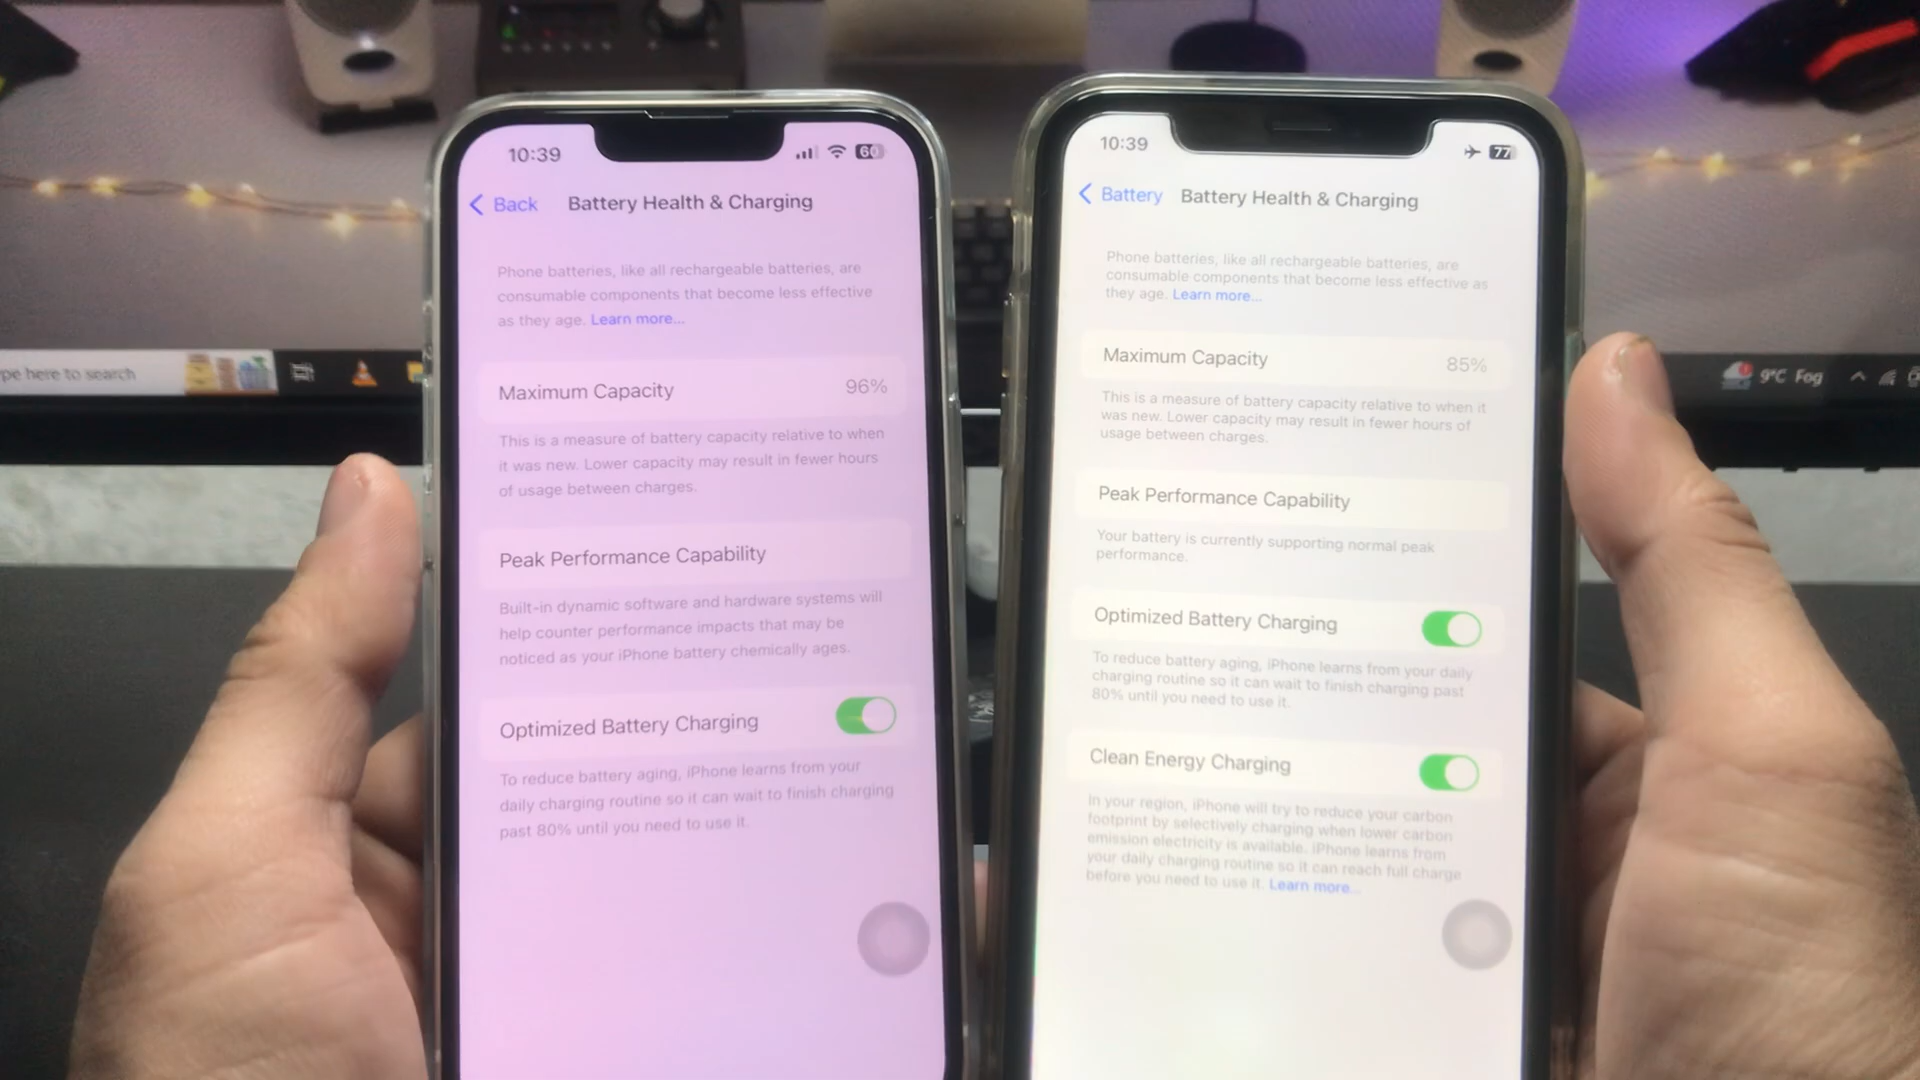 10:39
60
Back
Battery Health & Charging
Phone batteries, like all rechargeable batteries, are
consumable components that become less effective
as they age. Learn more...
Maximum Capacity
96%
This is a measure of battery capacity relative to when
it was new. Lower capacity may result in fewer hours
of usage between charges.
Peak Performance Capability
Built-in dynamic software and hardware systems will
help counter performance impacts that may be
noticed as your iPhone battery chemically ages.
Optimized Battery Charging
To reduce battery aging, iPhone learns from your
daily charging routine so it can wait to finish charging
past 80% until you need to use it.
10:39
77
Battery
Battery Health & Charging
Phone batteries, like all rechargeable batteries, are
consumable components that become less effective as
they age. Learn more...
Maximum Capacity
85%
This is a measure of battery capacity relative to when it
was new. Lower capacity may result in fewer hours of
usage between charges.
Peak Performance Capability
Your battery is currently supporting normal peak
performance.
Optimized Battery Charging
To reduce battery aging, iPhone learns from your daily
charging routine so it can wait to finish charging past
80% until you need to use it.
Clean Energy Charging
In your region, iPhone will try to reduce your carbon
footprint by selectively charging when lower carbon
emission electricity is available. iPhone learns from
your daily charging routine so it can reach full charge
before you need to use it. Learn more...
pe here to search
9°C Fog